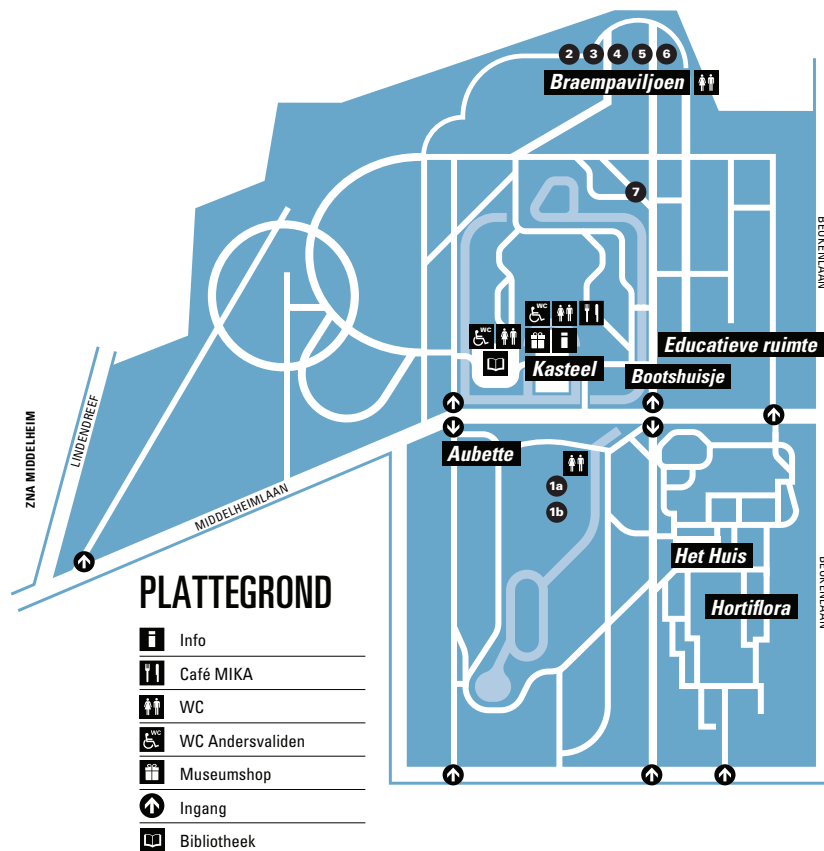 2 3 4 5 6
Braempaviljoen
7
BEUKENLAAN
WC
WC
Educatieve ruimte
Kasteel
Bootshuisje
ZNA MIDDELHEIM
LINDENDREEF
MIDDELHEIMLAAN
Aubette
1a
1b
Het Huis
BEUKENLAAN
Hortiflora
PLATTEGROND
Info
Café MIKA
WC
WC
WC Andersvaliden
Museumshop
Ingang
Bibliotheek